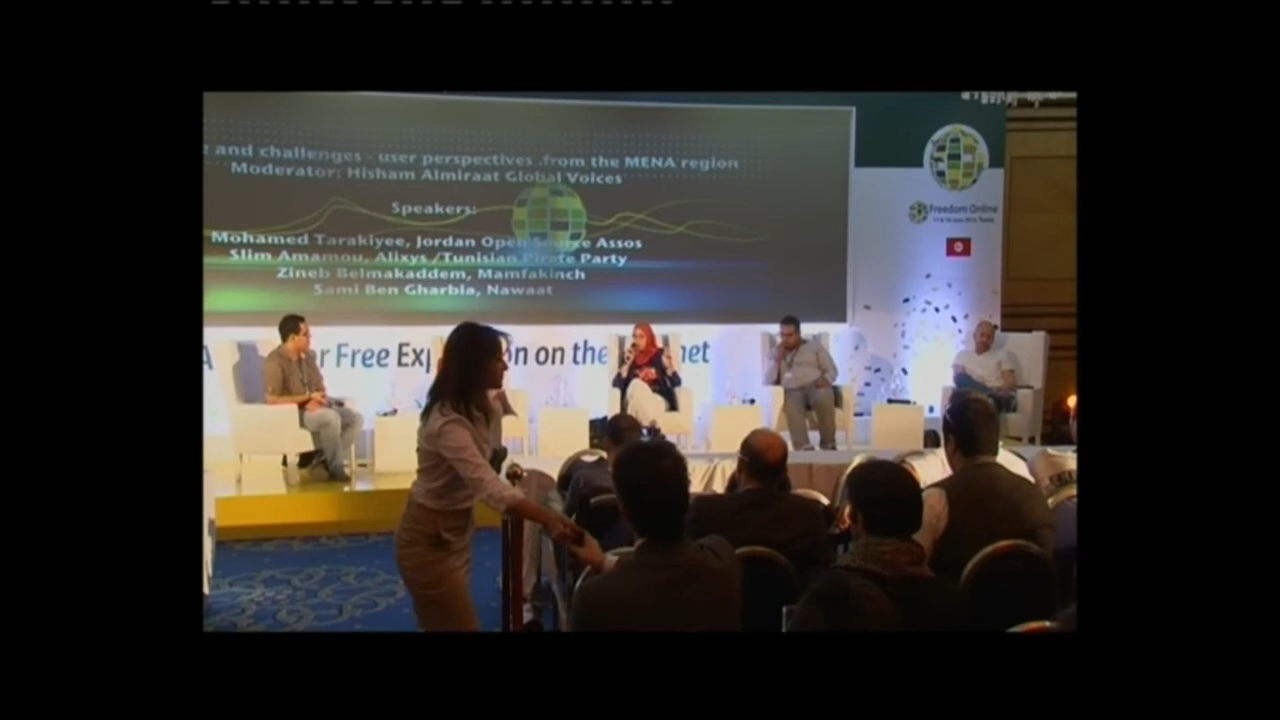 and challenges - user perspectives .from the MENA region
Moderator: Hisham Almiraat Global Voices
Speakers:
Mohamed Tarakiyee, Jordan Open Source Assos
Slim Amamou, Alixys /Tunisian Pirate Party
Zineb Belmakaddem, Mamfakinch
Sami Ben Gharbia, Nawaat
Freedom Online
A
or Free Exp
n on the
net